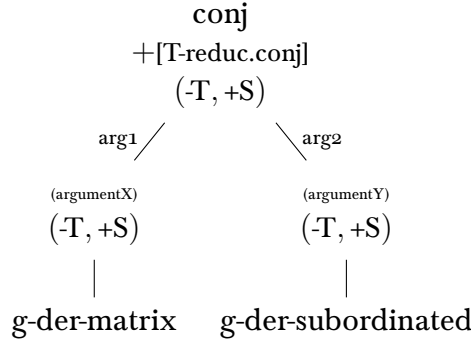 conj
+[T-reduc.conj]
(-T, +S)
arg1 arg2
(argumentX) (argumentY)
(-T, +S) (-T, +S)
g-der-matrix g-der-subordinated